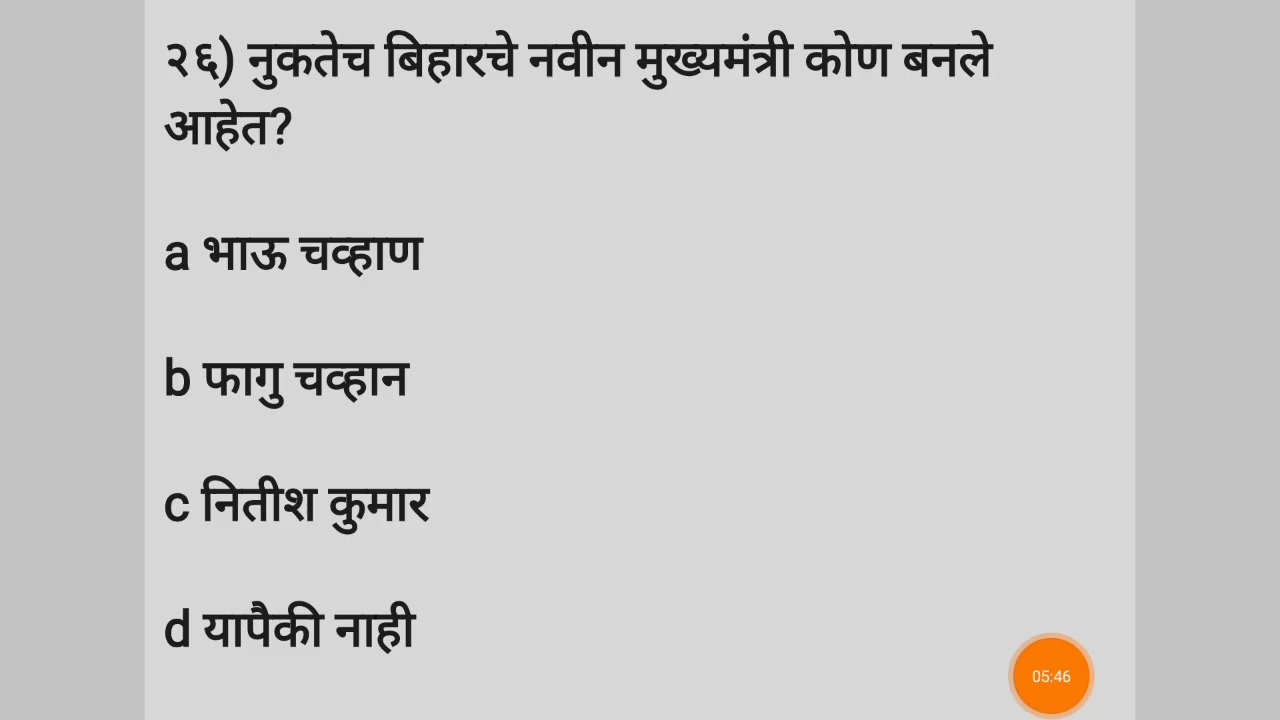 २६) नुकतेच बिहारचे नवीन मुख्यमंत्री कोण बनले
आहेत?
a भाऊ चव्हाण
b फागु चव्हान
c नितीश कुमार
d यापैकी नाही
05:46